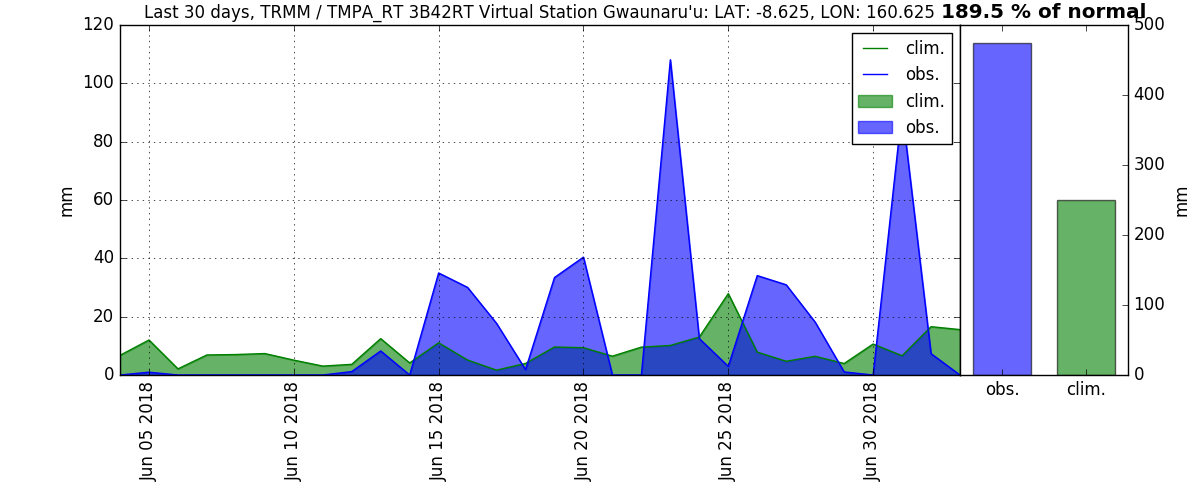 Last 30 days, TRMM / TMPA_RT 3B42RT Virtual Station Gwaunaru'u: LAT: -8.625, LON: 160.625 189.5 % of normal
120
100
80
60
40
20
0
mm
clim.
obs.
clim.
obs.
Jun 05 2018
Jun 10 2018
Jun 15 2018
Jun 20 2018
Jun 25 2018
Jun 30 2018
500
400
300
200
100
0
mm
obs.
clim.